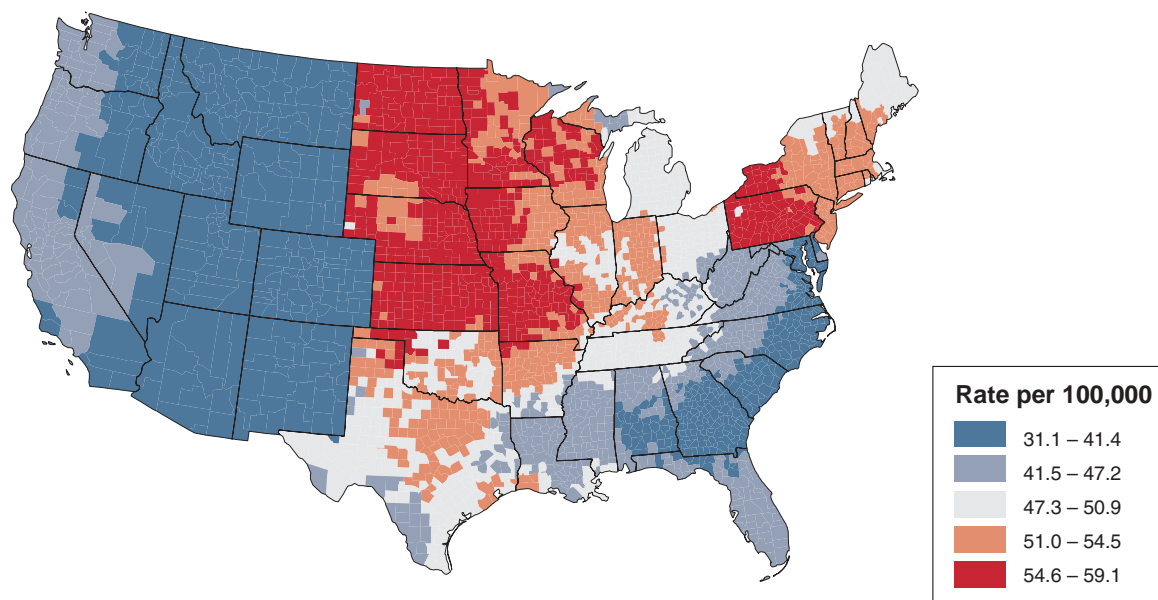 Rate per 100,000
31.1 – 41.4
41.5 – 47.2
47.3 – 50.9
51.0 – 54.5
54.6 – 59.1